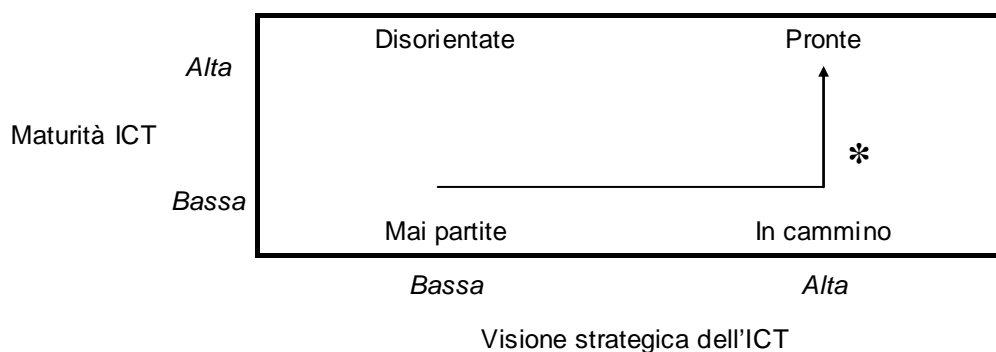 Disorientate Pronte
Alta
Maturità ICT
*
Bassa
Mai partite In cammino
Bassa Alta
Visione strategica dell'ICT